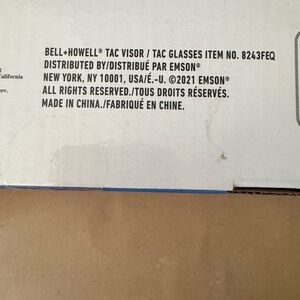 BELL+HOWELL® TAC VISOR / TAC GLASSES ITEM NO. 8243FEQ
DISTRIBUTED BY/DISTRIBUÉ PAR EMSON®
NEW YORK, NY 10001, USA/É.-U. ©2021 EMSON®
ALL RIGHTS RESERVED./TOUS DROITS RÉSERVÉS.
MADE IN CHINA./FABRIQUÉ EN CHINE.
California
gov.